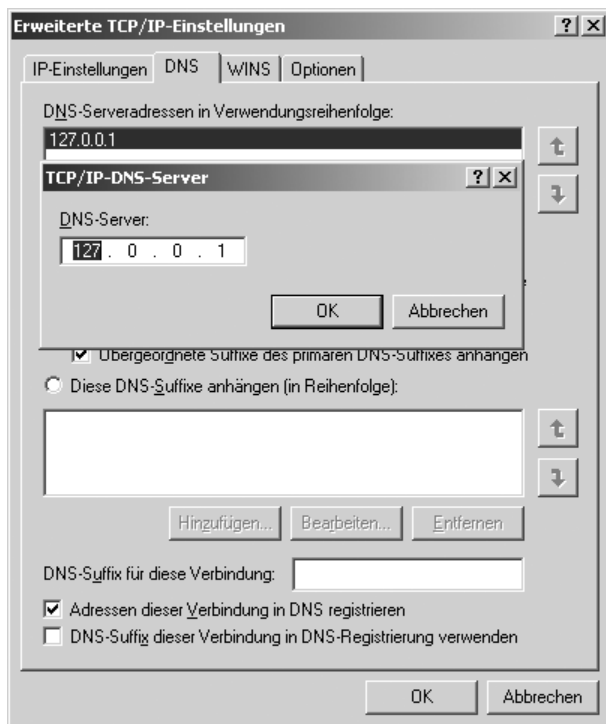 Erweiterte TCP/IP-Einstellungen
IP-Einstellungen DNS WINS Optionen
DNS-Serveradressen in Verwendungsreihenfolge:
127.0.0.1
TCP/IP-DNS-Server
DNS-Server:
127 . 0 . 0 . 1
OK Abbrechen
Übergeordnete Suffixe des primären DNS-Suffixes anhängen
Diese DNS-Suffixe anhängen (in Reihenfolge):
Hinzufügen... Bearbeiten... Entfernen
DNS-Suffix für diese Verbindung:
Adressen dieser Verbindung in DNS registrieren
DNS-Suffix dieser Verbindung in DNS-Registrierung verwenden
OK Abbrechen